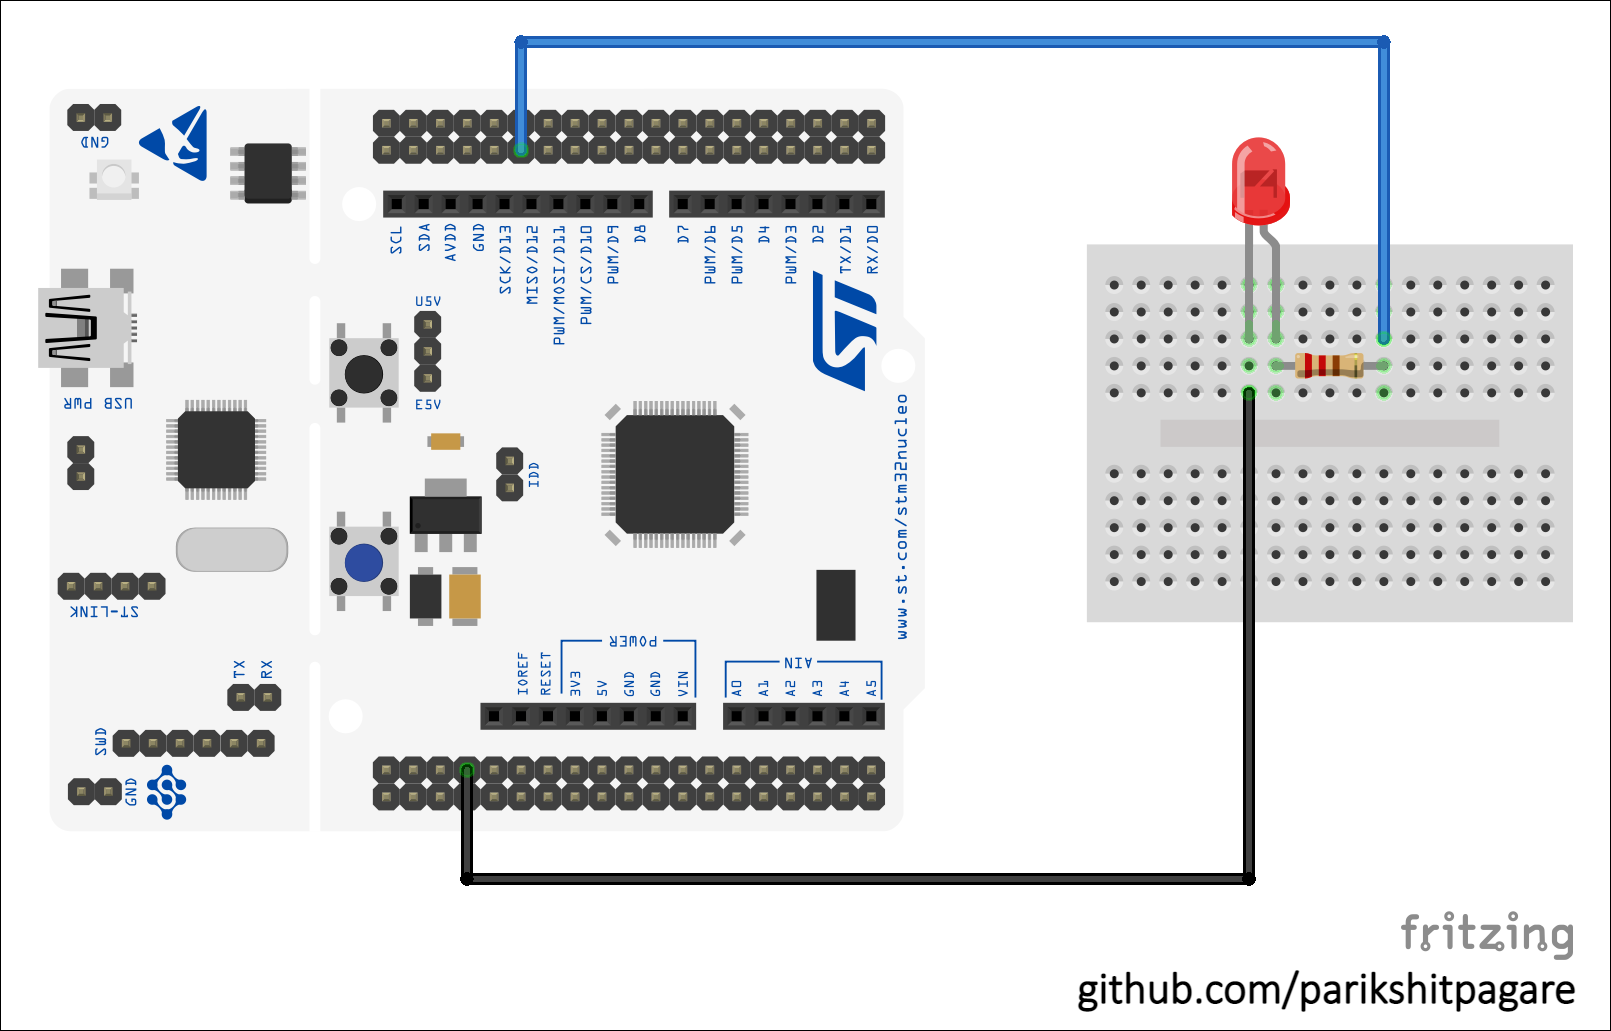 GND
SCL
SDA
AVDD
GND
SCK/D13
MISO/D12
PWM/MOSI/D11
PWM/CS/D10
PWM/D9
D8
D7
PWM/D6
PWM/D5
D4
PWM/D3
D2
TX/D1
RX/D0
U5V
E5V
USB PWR
IDD
www.st.com/stm32nucleo
ST-LINK
TX
RX
SWD
GND
POWER
IOREF
RESET
3V3
5V
GND
GND
VIN
AIN
A0
A1
A2
A3
A4
A5
fritzing
github.com/parikshitpagare